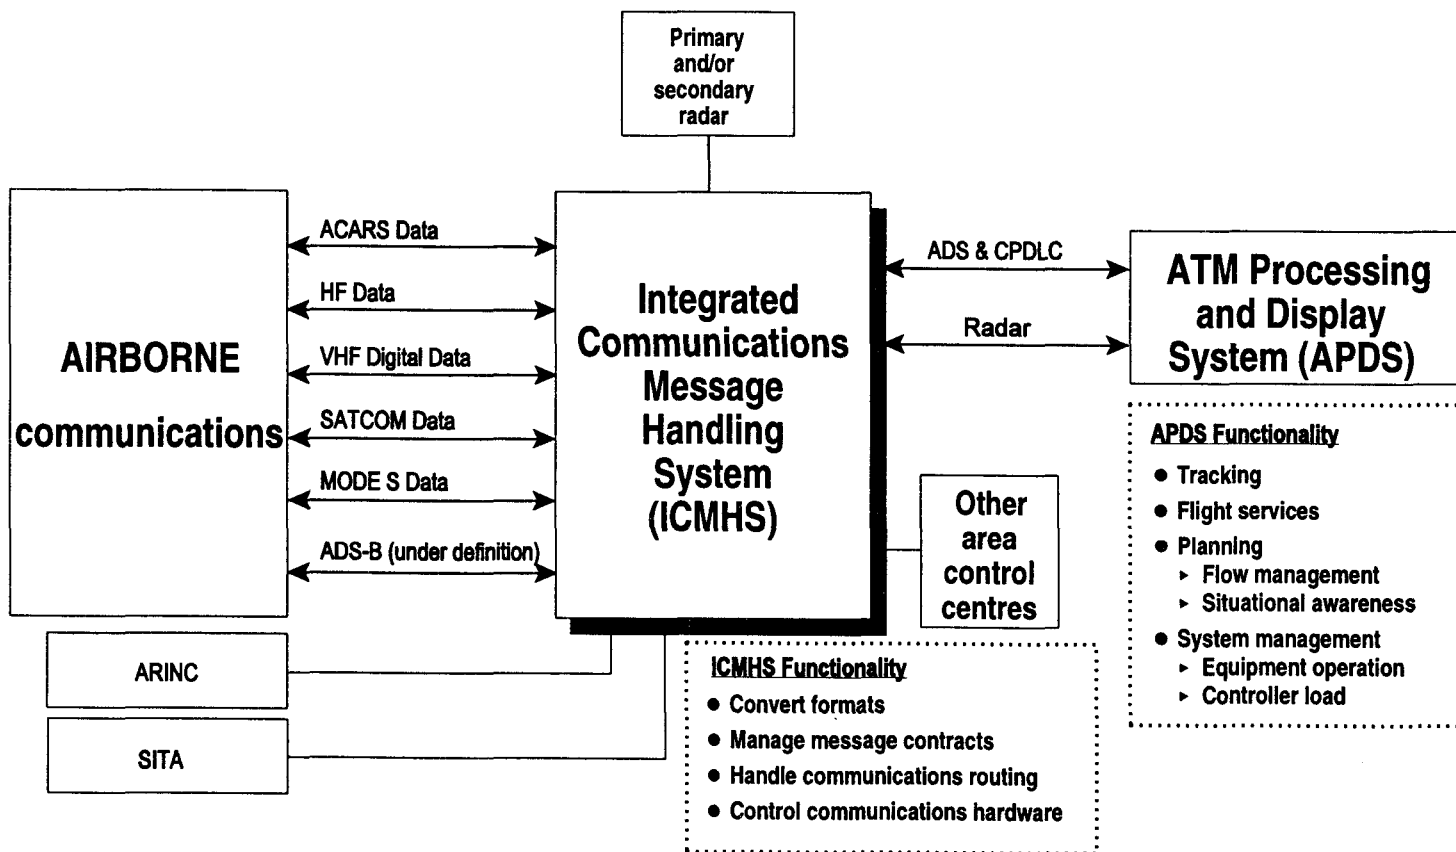 Primary
and/or
secondary
radar
AIRBORNE
communications
ACARS Data
HF Data
VHF Digital Data
SATCOM Data
MODE S Data
ADS-B (under definition)
Integrated
Communications
Message
Handling
System
(ICMHS)
ADS & CPDLC
Radar
ATM Processing
and Display
System (APDS)
APDS Functionality
● Tracking
● Flight services
● Planning
▸ Flow management
▸ Situational awareness
● System management
▸ Equipment operation
▸ Controller load
Other
area
control
centres
ARINC
SITA
ICMHS Functionality
● Convert formats
● Manage message contracts
● Handle communications routing
● Control communications hardware